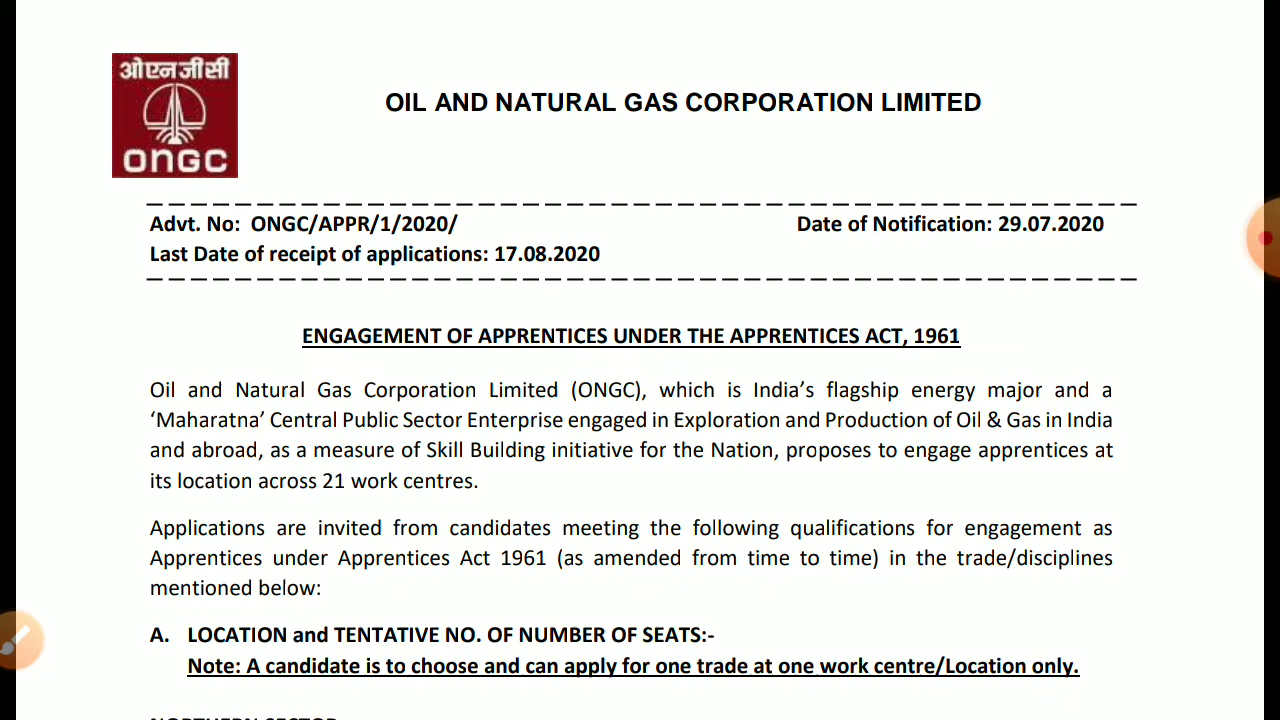 ओएनजीसी
ONGC
OIL AND NATURAL GAS CORPORATION LIMITED
Advt. No: ONGC/APPR/1/2020/ Date of Notification: 29.07.2020
Last Date of receipt of applications: 17.08.2020
ENGAGEMENT OF APPRENTICES UNDER THE APPRENTICES ACT, 1961
Oil and Natural Gas Corporation Limited (ONGC), which is India’s flagship energy major and a
‘Maharatna’ Central Public Sector Enterprise engaged in Exploration and Production of Oil & Gas in India
and abroad, as a measure of Skill Building initiative for the Nation, proposes to engage apprentices at
its location across 21 work centres.
Applications are invited from candidates meeting the following qualifications for engagement as
Apprentices under Apprentices Act 1961 (as amended from time to time) in the trade/disciplines
mentioned below:
A. LOCATION and TENTATIVE NO. OF NUMBER OF SEATS:-
Note: A candidate is to choose and can apply for one trade at one work centre/Location only.